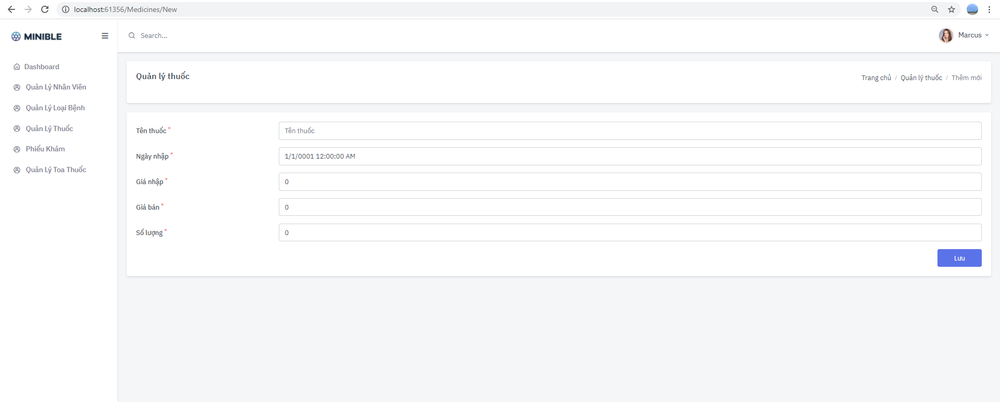 localhost:61356/Medicines/New
MINIBLE
Search...
Marcus
Dashboard
Quản Lý Nhân Viên
Quản Lý Loại Bệnh
Quản Lý Thuốc
Phiếu Khám
Quản Lý Toa Thuốc
Quản lý thuốc
Trang chủ / Quản lý thuốc / Thêm mới
Tên thuốc * Tên thuốc
Ngày nhập * 1/1/0001 12:00:00 AM
Giá nhập * 0
Giá bán * 0
Số lượng * 0
Lưu